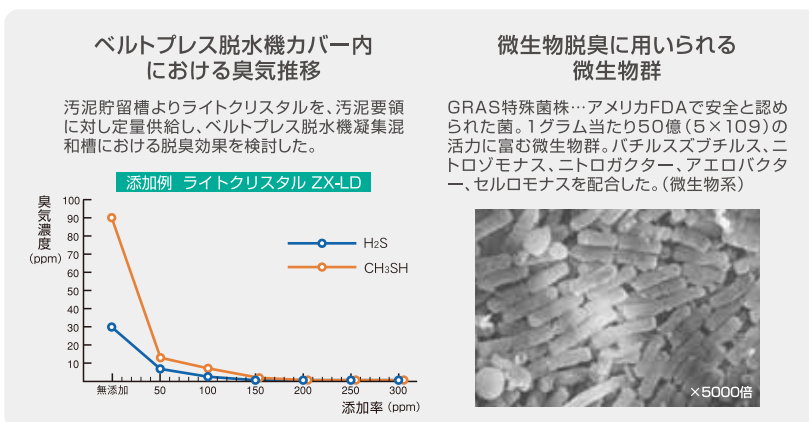 ベルトプレス脱水機カバー内
における臭気推移
汚泥貯留槽よりライトクリスタルを、汚泥要領
に対し定量供給し、ベルトプレス脱水機凝集混
和槽における脱臭効果を検討した。
添加例 ライトクリスタル ZX-LD
臭気濃度
(ppm)
100
90
80
70
60
50
40
30
20
10
H2S
CH3SH
無添加 50 100 150 200 250 300
添加率(ppm)
微生物脱臭に用いられる
微生物群
GRAS特殊菌株…アメリカFDAで安全と認め
られた菌。1グラム当たり50億(5×109)の
活力に富む微生物群。バチルスズブチルス、ニ
トロゾモナス、ニトロガクター、アエロバクタ
ー、セルロモナスを配合した。(微生物系)
×5000倍